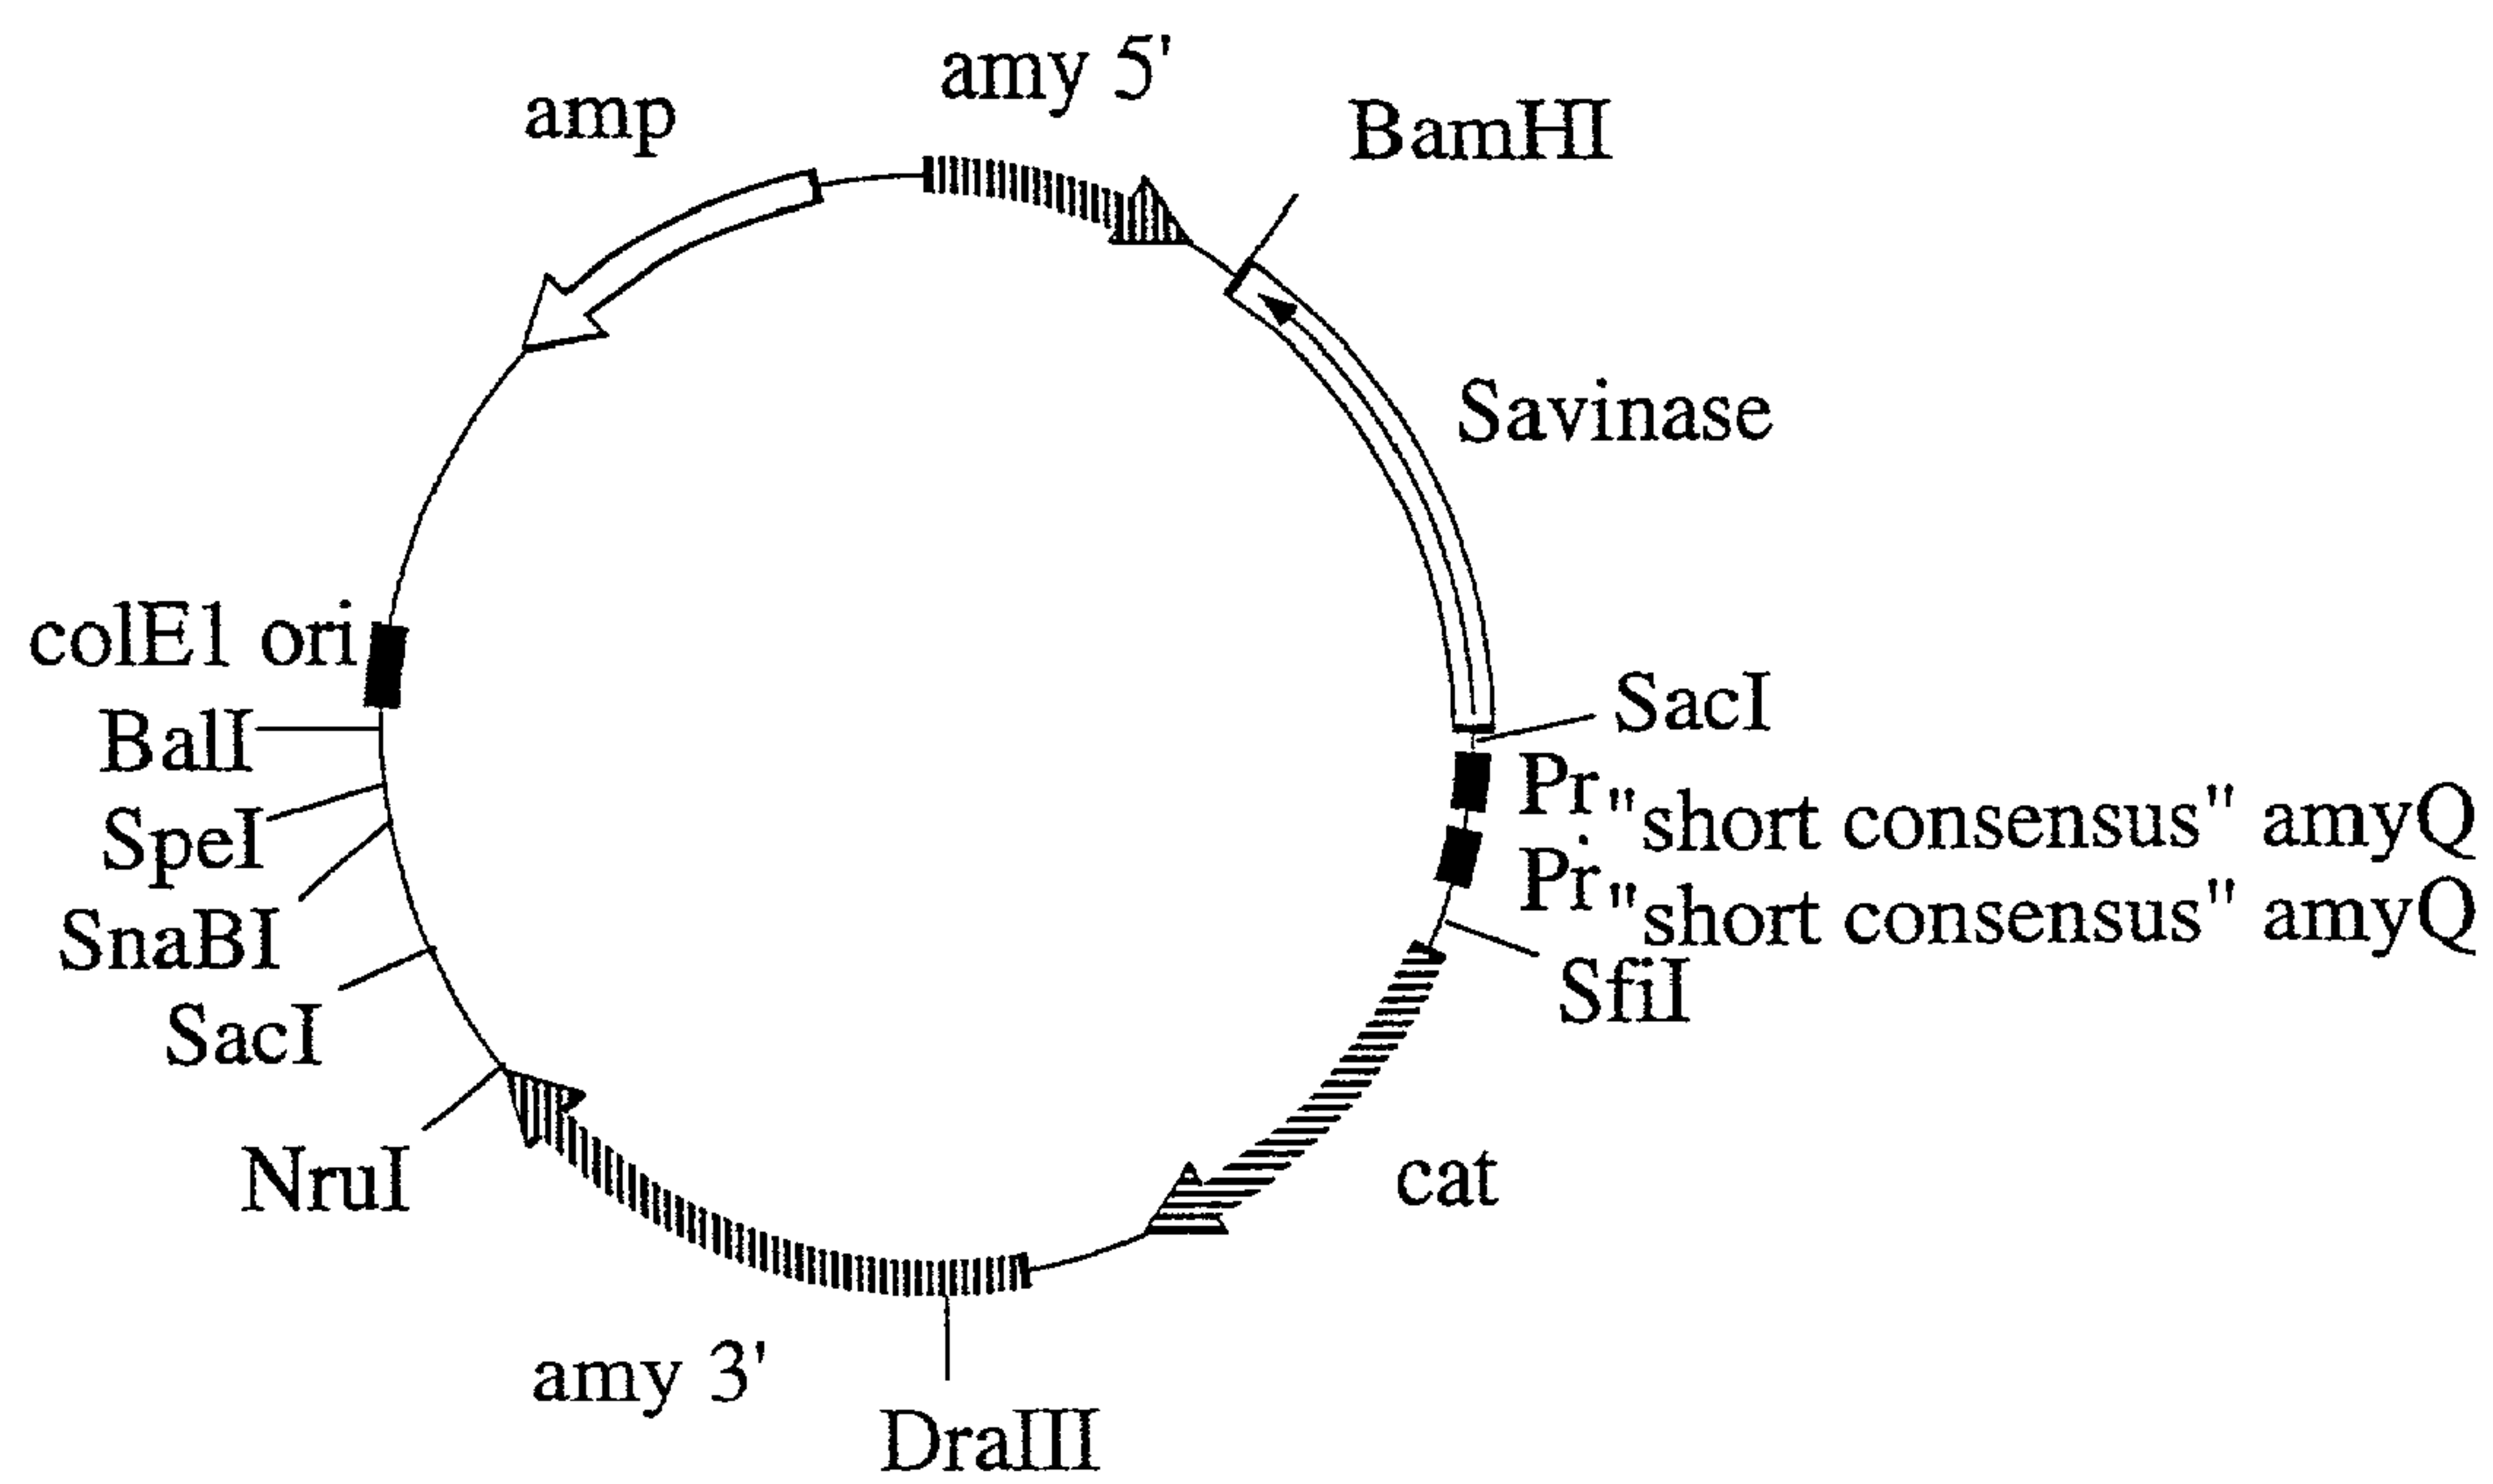 amy 5'
amp
BamHI
Savinase
colE1 ori
SacI
BalI
Pr "short consensus" amyQ
SpeI
Pr "short consensus" amyQ
SnaBI
SfiI
SacI
NruI
cat
amy 3'
DraIII